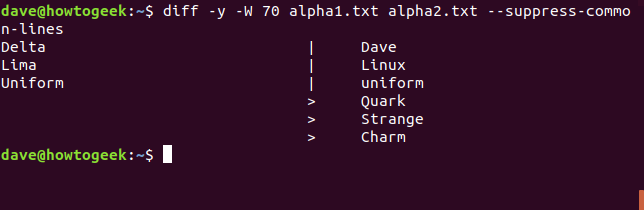 dave@howtogeek:~$ diff -y -W 70 alpha1.txt alpha2.txt --suppress-commo
n-lines
Delta | Dave
Lima | Linux
Uniform | uniform
> Quark
> Strange
> Charm
dave@howtogeek:~$